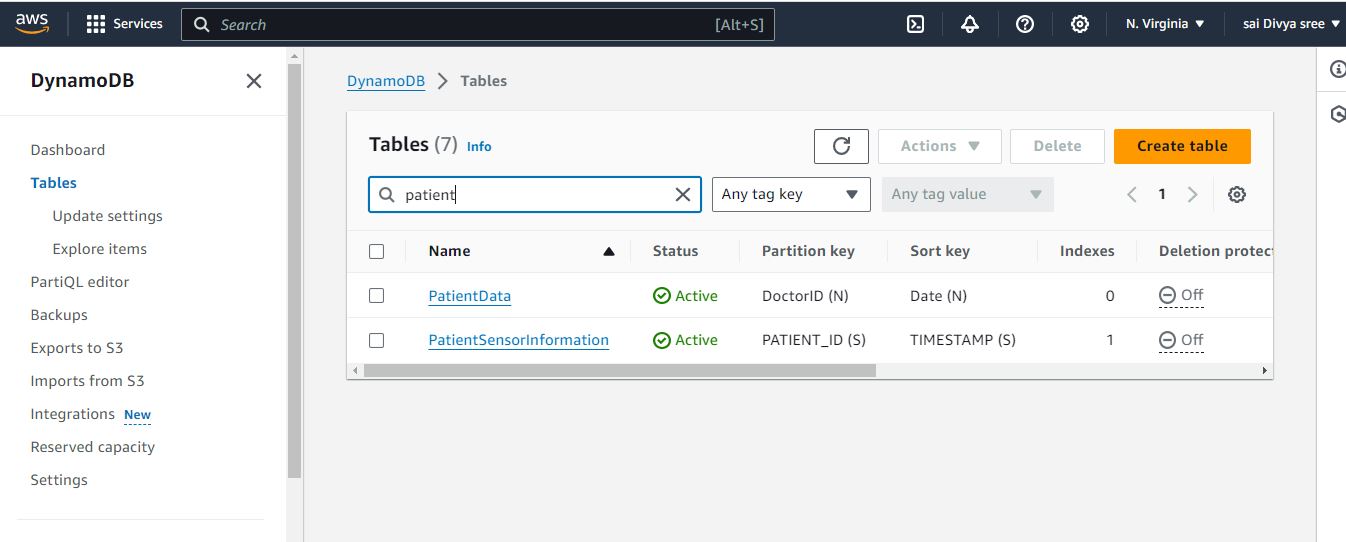 aws Services Search [Alt+S] N. Virginia sai Divya sree
DynamoDB
Dashboard
Tables
Update settings
Explore items
PartiQL editor
Backups
Exports to S3
Imports from S3
Integrations New
Reserved capacity
Settings
DynamoDB Tables
Tables (7) Info Actions Delete Create table
patient Any tag key Any tag value 1
Name Status Partition key Sort key Indexes Deletion protect
PatientData Active DoctorID (N) Date (N) 0 Off
PatientSensorInformation Active PATIENT_ID (S) TIMESTAMP (S) 1 Off